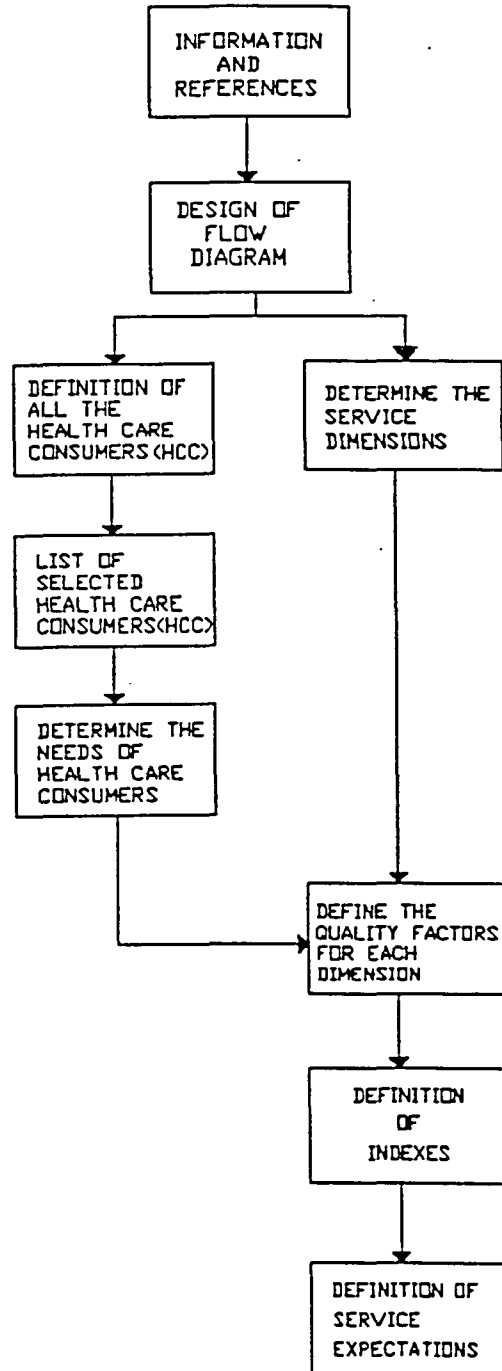 INFORMATION
AND
REFERENCES
DESIGN OF
FLOW
DIAGRAM
DEFINITION OF
ALL THE
HEALTH CARE
CONSUMERS(HCC)
DETERMINE THE
SERVICE
DIMENSIONS
LIST OF
SELECTED
HEALTH CARE
CONSUMERS(HCC)
DETERMINE THE
NEEDS OF
HEALTH CARE
CONSUMERS
DEFINE THE
QUALITY FACTORS
FOR EACH
DIMENSION
DEFINITION
OF
INDEXES
DEFINITION OF
SERVICE
EXPECTATIONS